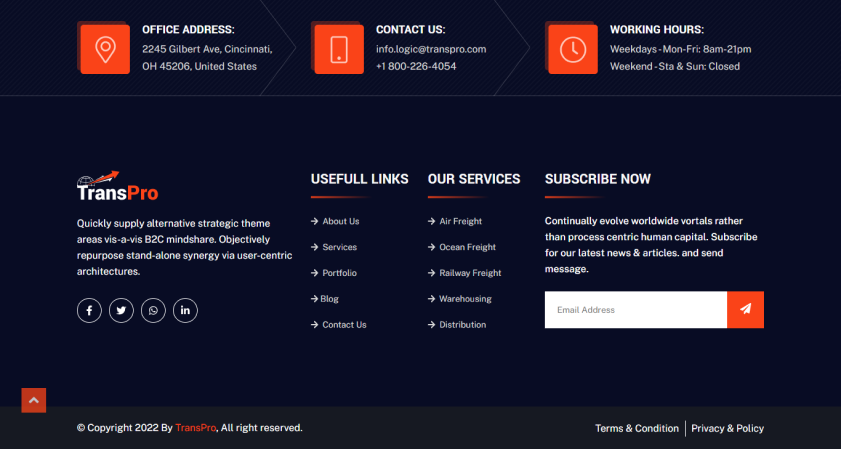 OFFICE ADDRESS:
2245 Gilbert Ave, Cincinnati,
OH 45206, United States
CONTACT US:
info.logic@transpro.com
+1 800-226-4054
WORKING HOURS:
Weekdays - Mon-Fri: 8am-21pm
Weekend - Sta & Sun: Closed
TransPro
Quickly supply alternative strategic theme
areas vis-a-vis B2C mindshare. Objectively
repurpose stand-alone synergy via user-centric
architectures.
USEFULL LINKS
About Us
Services
Portfolio
Blog
Contact Us
OUR SERVICES
Air Freight
Ocean Freight
Railway Freight
Warehousing
Distribution
SUBSCRIBE NOW
Continually evolve worldwide vortals rather
than process centric human capital. Subscribe
for our latest news & articles. and send
message.
Email Address
© Copyright 2022 By TransPro, All right reserved.
Terms & Condition
Privacy & Policy